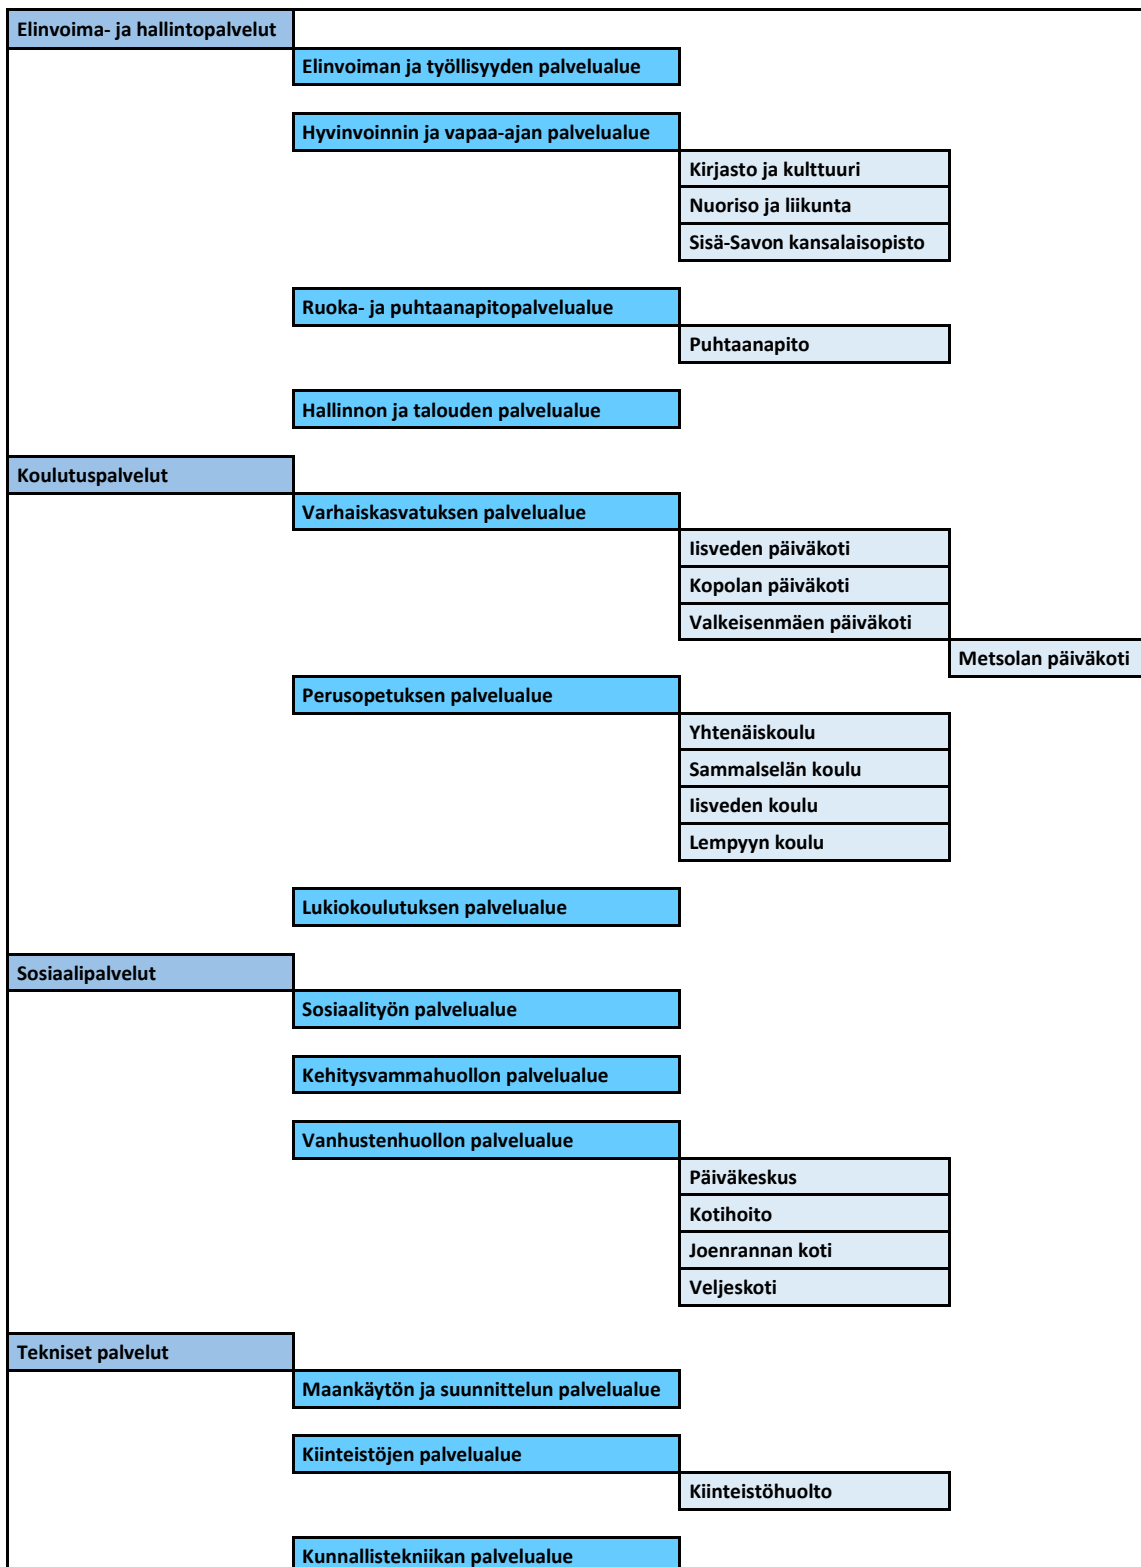 Elinvoima- ja hallintopalvelut
Elinvoiman ja työllisyyden palvelualue
Hyvinvoinnin ja vapaa-ajan palvelualue
Kirjasto ja kulttuuri
Nuoriso ja liikunta
Sisä-Savon kansalaisopisto
Ruoka- ja puhtaanapitopalvelualue
Puhtaanapito
Hallinnon ja talouden palvelualue
Koulutuspalvelut
Varhaiskasvatuksen palvelualue
Iisveden päiväkoti
Kopolan päiväkoti
Valkeisenmäen päiväkoti
Metsolan päiväkoti
Perusopetuksen palvelualue
Yhtenäiskoulu
Sammalselän koulu
Iisveden koulu
Lempyyn koulu
Lukiokoulutuksen palvelualue
Sosiaalipalvelut
Sosiaalityön palvelualue
Kehitysvammahuollon palvelualue
Vanhustenhuollon palvelualue
Päiväkeskus
Kotihoito
Joenrannan koti
Veljeskoti
Tekniset palvelut
Maankäytön ja suunnittelun palvelualue
Kiinteistöjen palvelualue
Kiinteistöhuolto
Kunnallistekniikan palvelualue